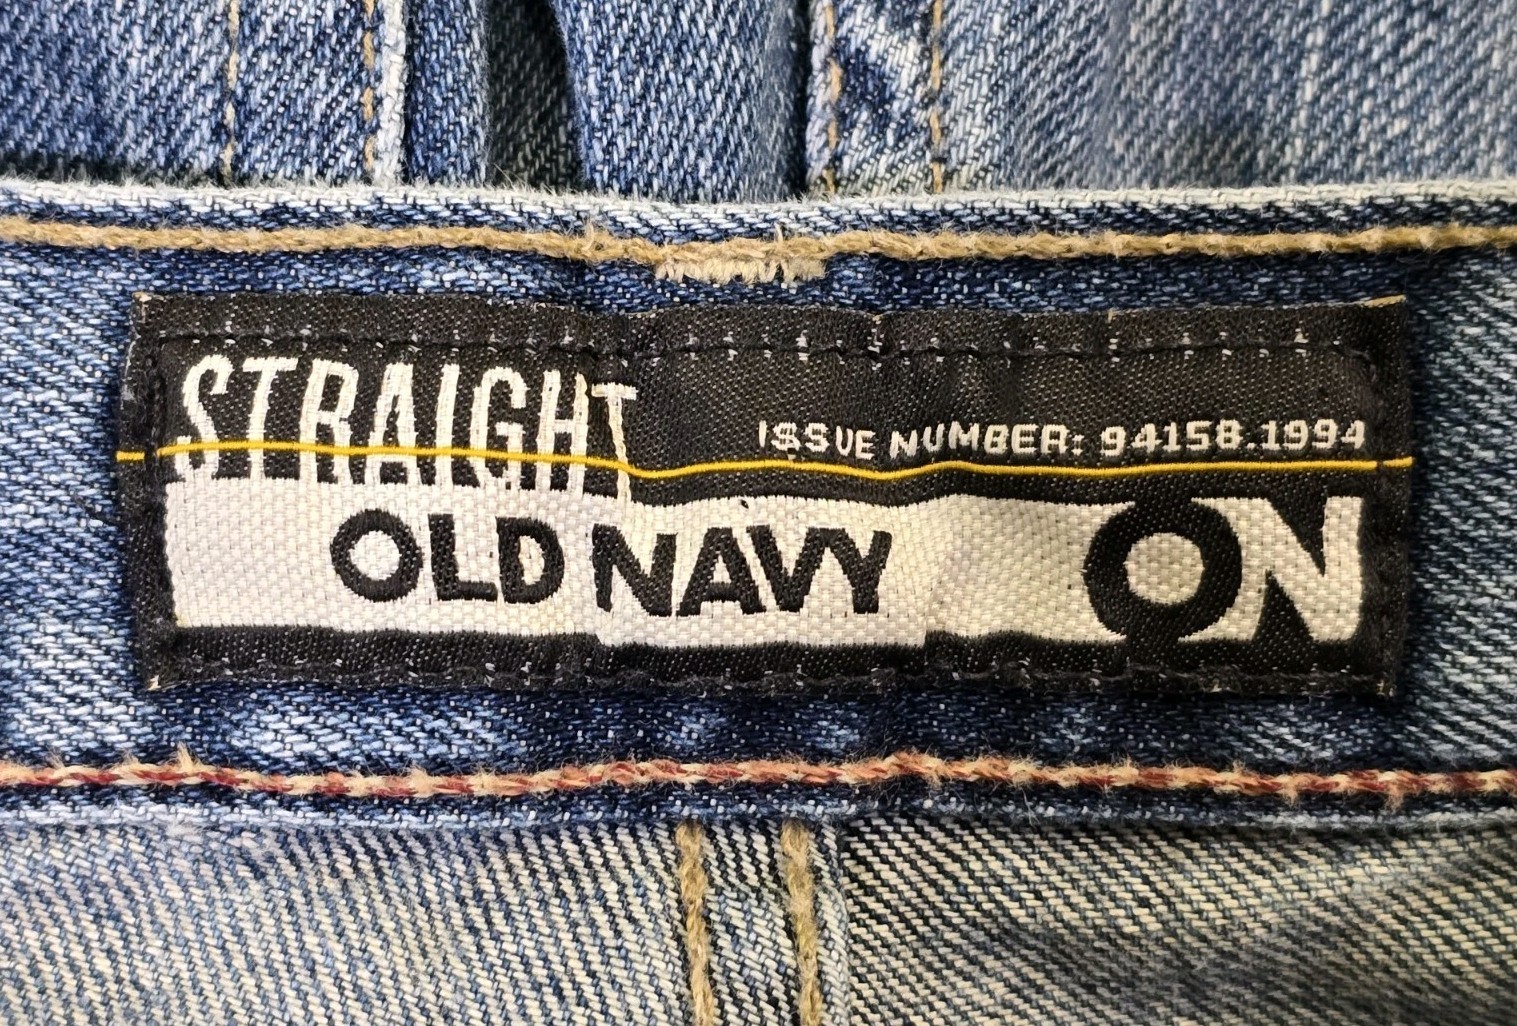 STRAIGHT
ISSUE NUMBER: 94158.1994
OLD NAVY
ON